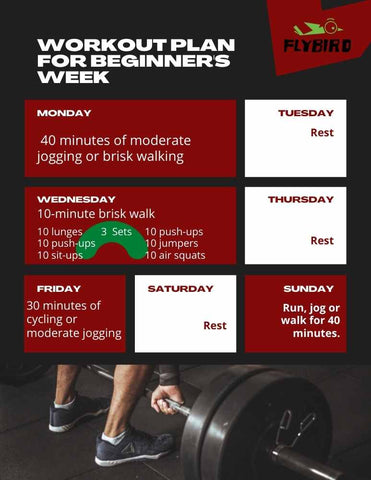 WORKOUT PLAN
FOR BEGINNER'S
WEEK
FLYBIRD
MONDAY
40 minutes of moderate
jogging or brisk walking
TUESDAY
Rest
WEDNESDAY
10-minute brisk walk
10 lunges 3 Sets 10 push-ups
10 push-ups 10 jumpers
10 sit-ups 10 air squats
THURSDAY
Rest
FRIDAY
30 minutes of
cycling or
moderate jogging
SATURDAY
Rest
SUNDAY
Run, jog or
walk for 40
minutes.